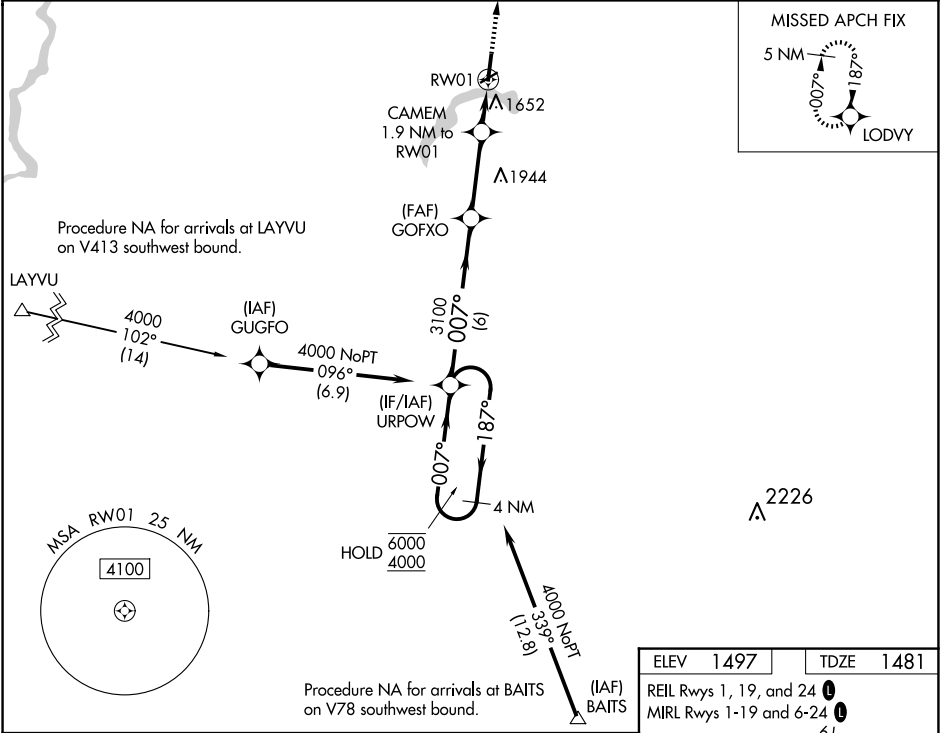 MISSED APCH FIX
5 NM
007°
187°
LODVY
RW01
1652
CAMEM
1.9 NM to
RW01
1944
(FAF)
GOFXO
Procedure NA for arrivals at LAYVU
on V413 southwest bound.
LAYVU
4000
102°
(14)
(IAF)
GUGFO
4000 NoPT
096°
(6.9)
3100
007°
(6)
(IF/IAF)
URPOW
007°
187°
4 NM
HOLD
6000
4000
2226
MSA RW01 25 NM
4100
4000 NoPT
339°
(12.8)
Procedure NA for arrivals at BAITS
on V78 southwest bound.
(IAF)
BAITS
ELEV 1497
TDZE 1481
REIL Rwys 1, 19, and 24 L
MIRL Rwys 1-19 and 6-24 L